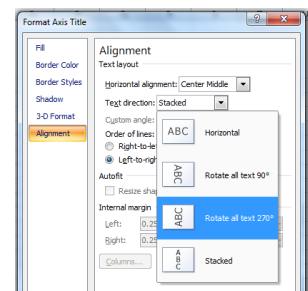 Format Axis Title
Fill
Border Color
Border Styles
Shadow
3-D Format
Alignment
Alignment
Text layout
Horizontal alignment: Center Middle
Text direction: Stacked
Custom angle:
Order of lines:
Right-to-le
Left-to-righ
Autofit
Resize shap
Internal margin
Left: 0.25
Right: 0.25
Columns...
ABC Horizontal
ABC Rotate all text 90°
ABC Rotate all text 270°
ABC Stacked